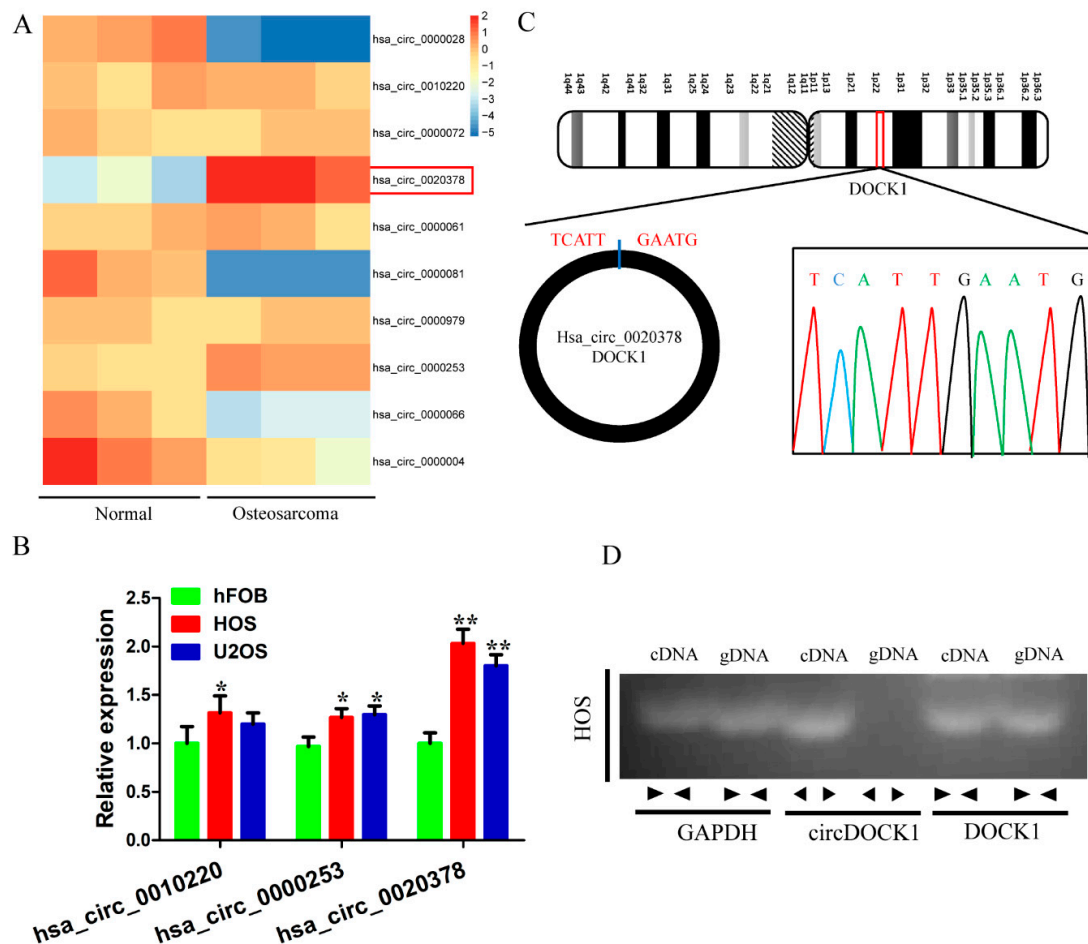 A
2
1
0
−1
−2
−3
−4
−5
hsa_circ_0000028
hsa_circ_0010220
hsa_circ_0000072
hsa_circ_0020378
hsa_circ_0000061
hsa_circ_0000081
hsa_circ_0000979
hsa_circ_0000253
hsa_circ_0000066
hsa_circ_0000004
Normal Osteosarcoma
B
Relative expression
2.5
2.0
1.5
1.0
0.5
0.0
hFOB
HOS
U2OS
* * * ** **
hsa_circ_0010220
hsa_circ_0000253
hsa_circ_0020378
C
1q44 1q43 1q42 1q41 1q32 1q31 1q25 1q24 1q23 1q22 1q21 1q12 1q11 1p11 1p13 1p21 1p22 1p31 1p32 1p33 1p35.1 1p35.2 1p35.3 1p36.1 1p36.2 1p36.3
DOCK1
TCATT GAATG
Hsa_circ_0020378
DOCK1
T C A T T G A A T G
D
cDNA gDNA cDNA gDNA cDNA gDNA
HOS
GAPDH circDOCK1 DOCK1